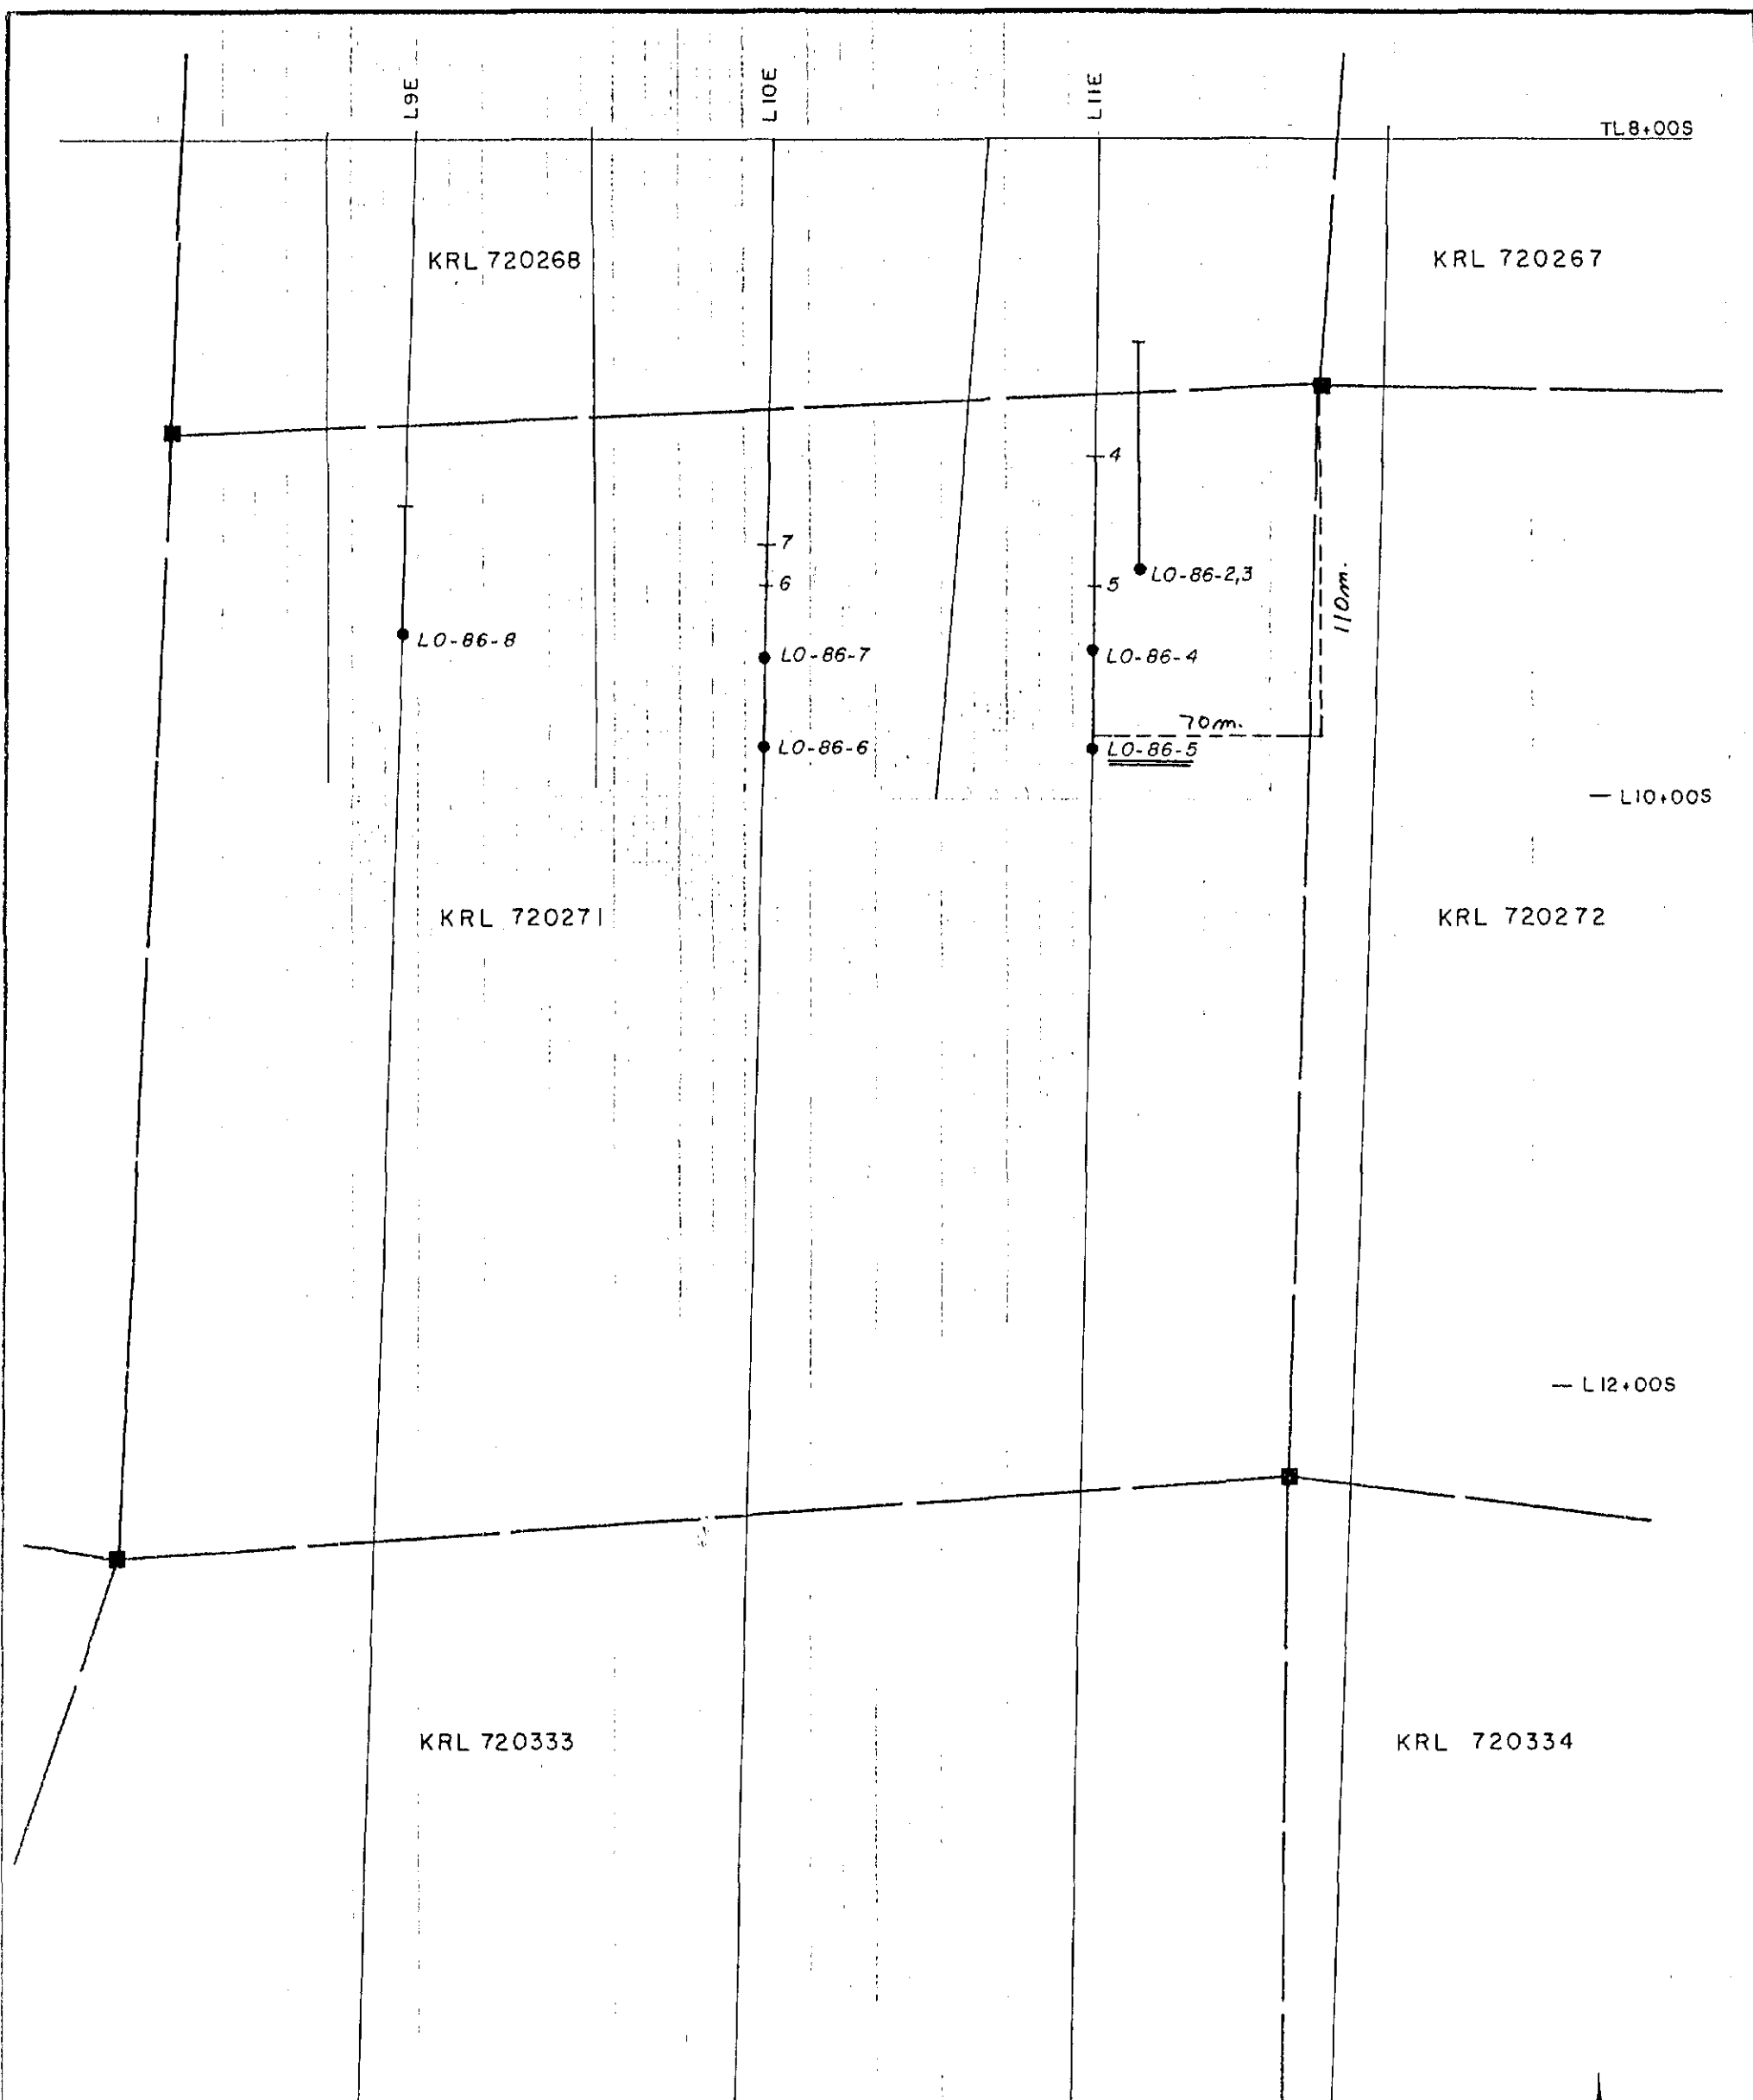 L9E
L10E
L11E
TL8+00S
KRL 720268
KRL 720267
4
7
6
5
LO-86-2,3
110m.
LO-86-8
LO-86-7
LO-86-4
70m.
LO-86-6
LO-86-5
L10+00S
KRL 720271
KRL 720272
L12+00S
KRL 720333
KRL 720334